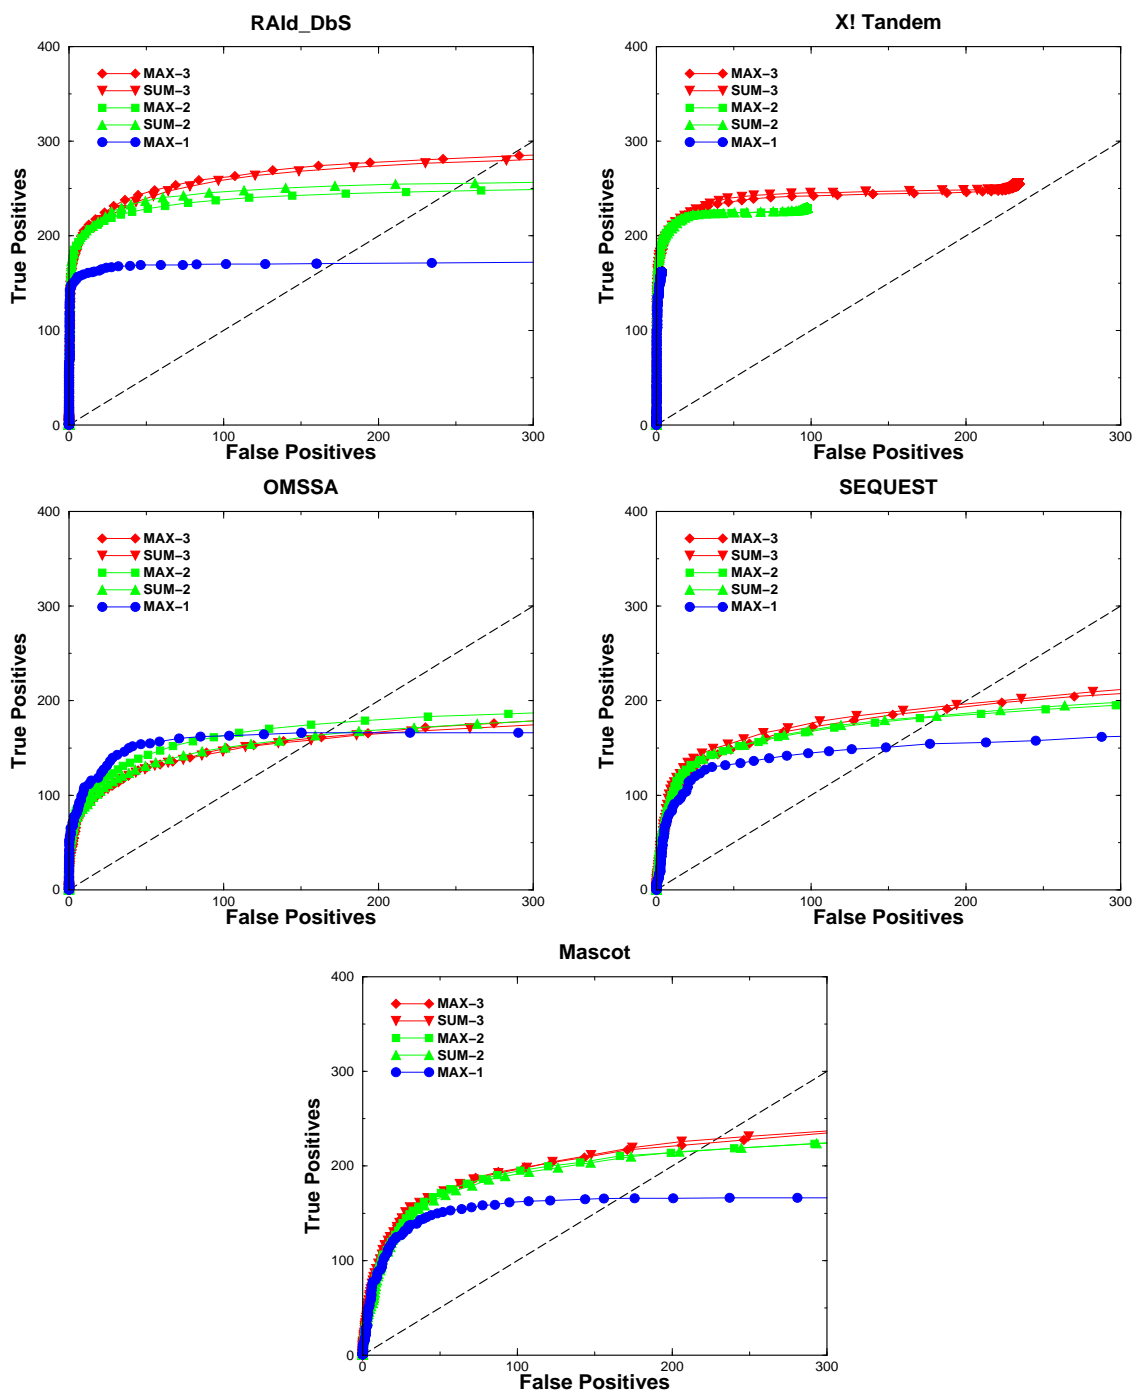 RAId_DbS
400
300
200
100
0
0
100
200
300
True Positives
False Positives
MAX-3
SUM-3
MAX-2
SUM-2
MAX-1
X! Tandem
400
300
200
100
0
0
100
200
300
True Positives
False Positives
MAX-3
SUM-3
MAX-2
SUM-2
MAX-1
OMSSA
400
300
200
100
0
0
100
200
300
True Positives
False Positives
MAX-3
SUM-3
MAX-2
SUM-2
MAX-1
SEQUEST
400
300
200
100
0
0
100
200
300
True Positives
False Positives
MAX-3
SUM-3
MAX-2
SUM-2
MAX-1
Mascot
400
300
200
100
0
0
100
200
300
True Positives
False Positives
MAX-3
SUM-3
MAX-2
SUM-2
MAX-1